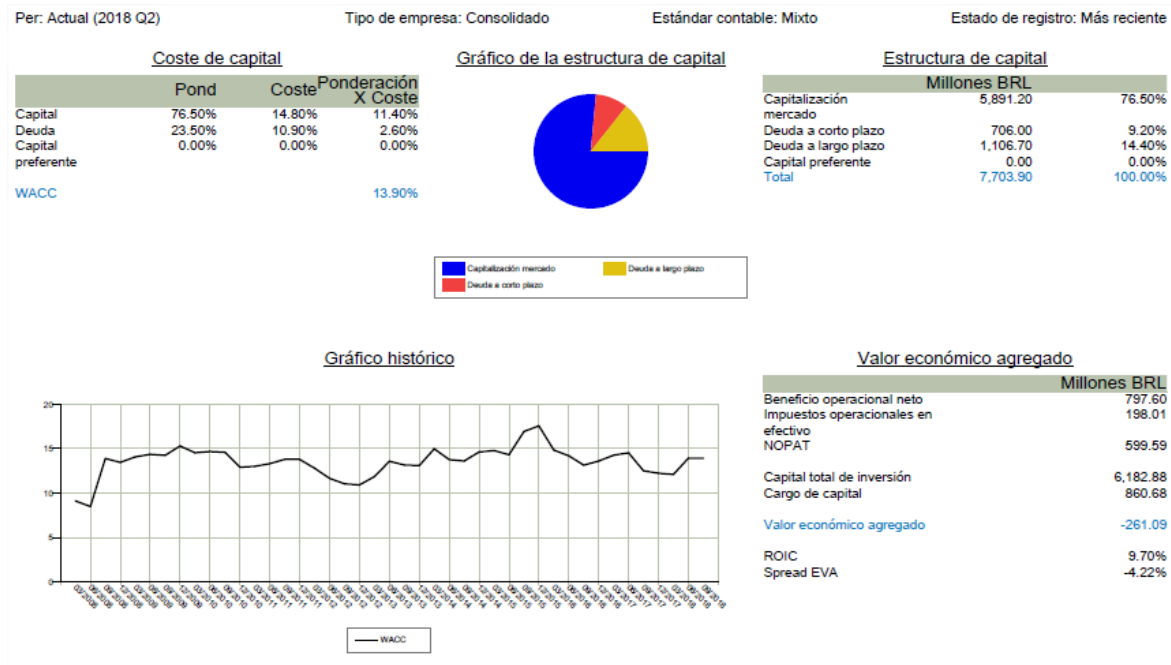 Per: Actual (2018 Q2) Tipo de empresa: Consolidado Estándar contable: Mixto Estado de registro: Más reciente
Coste de capital
Pond Coste Ponderación X Coste
Capital 76.50% 14.80% 11.40%
Deuda 23.50% 10.90% 2.60%
Capital 0.00% 0.00% 0.00%
preferente
WACC 13.90%
Gráfico de la estructura de capital
Capitalización mercado Deuda a largo plazo
Deuda a corto plazo
Estructura de capital
Millones BRL
Capitalización 5,891.20 76.50%
mercado
Deuda a corto plazo 706.00 9.20%
Deuda a largo plazo 1,106.70 14.40%
Capital preferente 0.00 0.00%
Total 7,703.90 100.00%
Gráfico histórico
20
15
10
5
0
WACC
Valor económico agregado
Millones BRL
Beneficio operacional neto 797.60
Impuestos operacionales en 198.01
efectivo
NOPAT 599.59
Capital total de inversión 6,182.88
Cargo de capital 860.68
Valor económico agregado -261.09
ROIC 9.70%
Spread EVA -4.22%